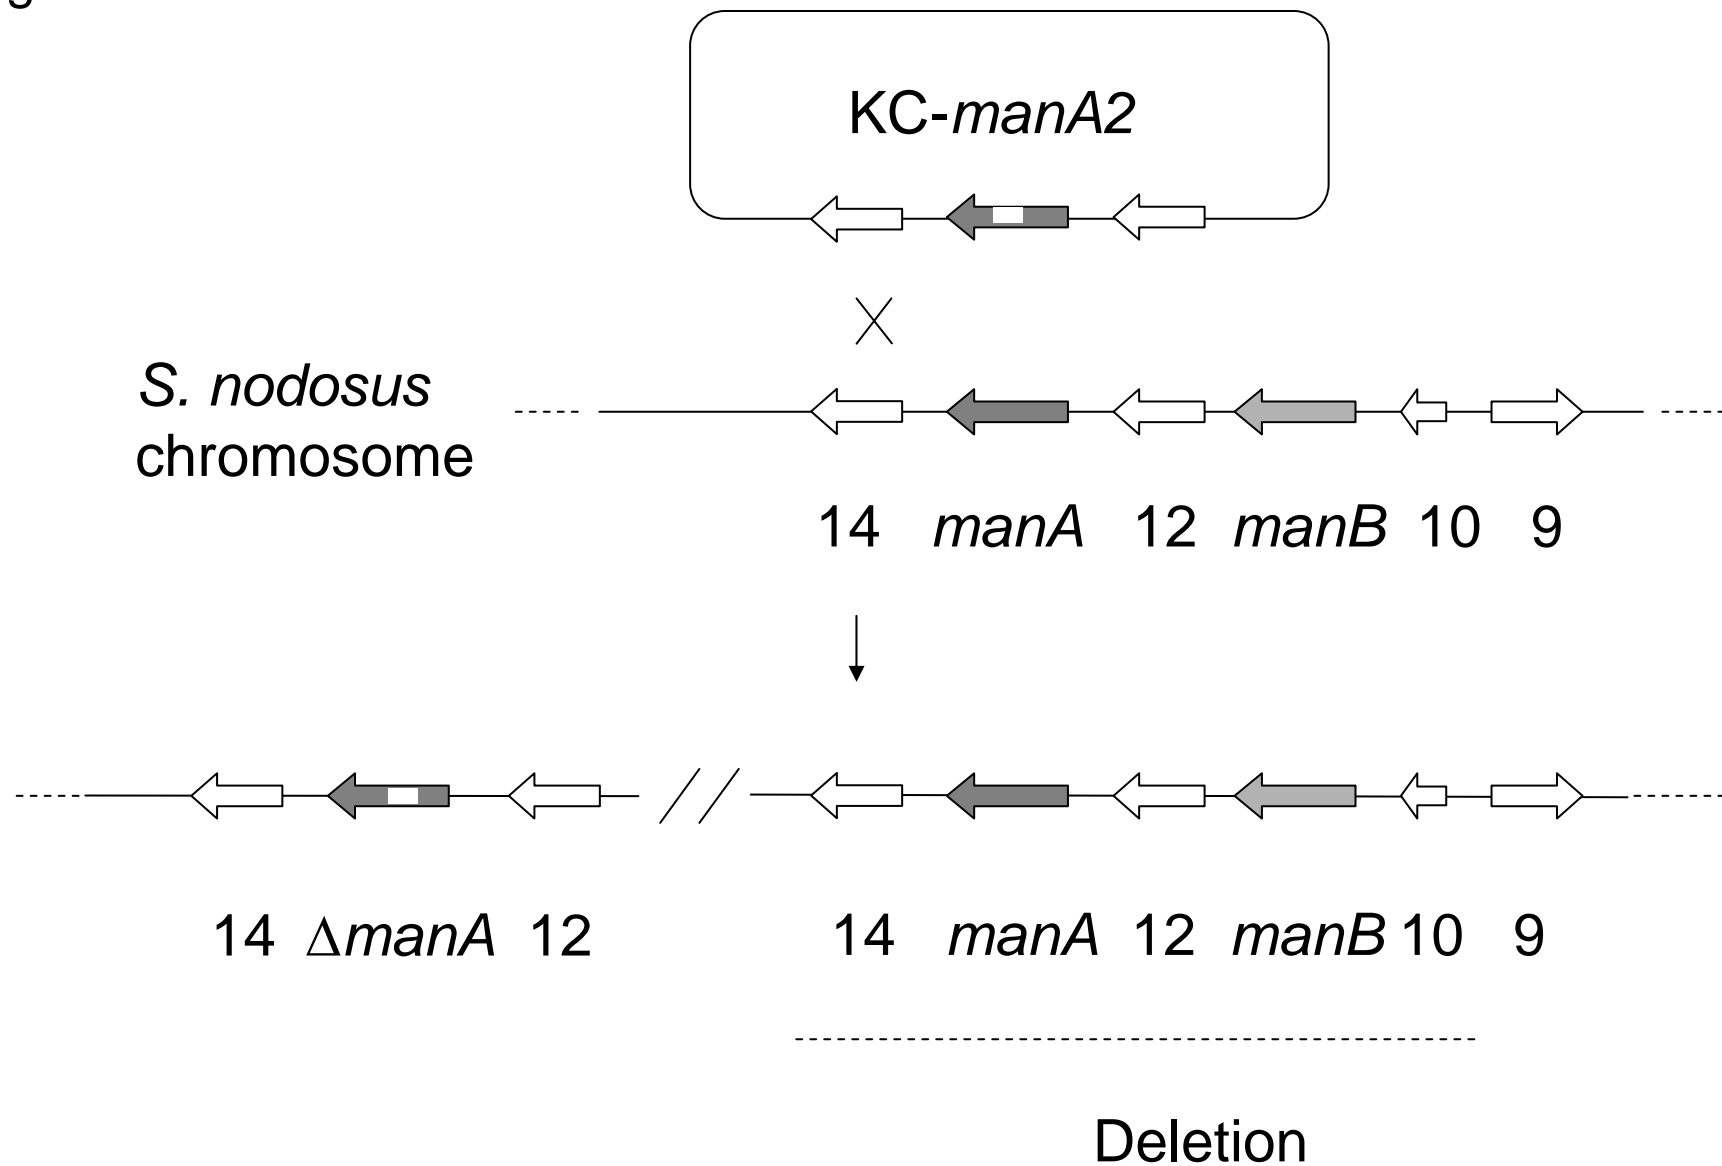 KC-manA2
S. nodosus
chromosome
14 manA 12 manB 10 9
14 ΔmanA 12 14 manA 12 manB 10 9
Deletion